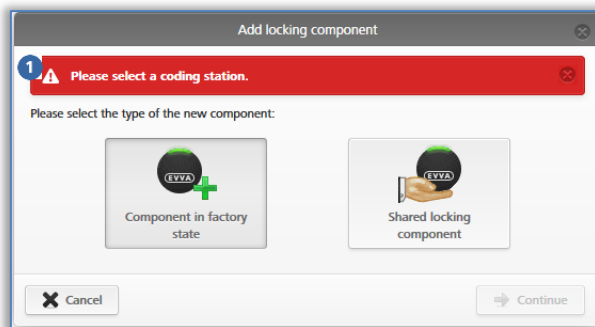 Add locking component
1
Please select a coding station.
Please select the type of the new component:
EVVA
EVVA
Component in factory
state
Shared locking
component
Cancel
Continue